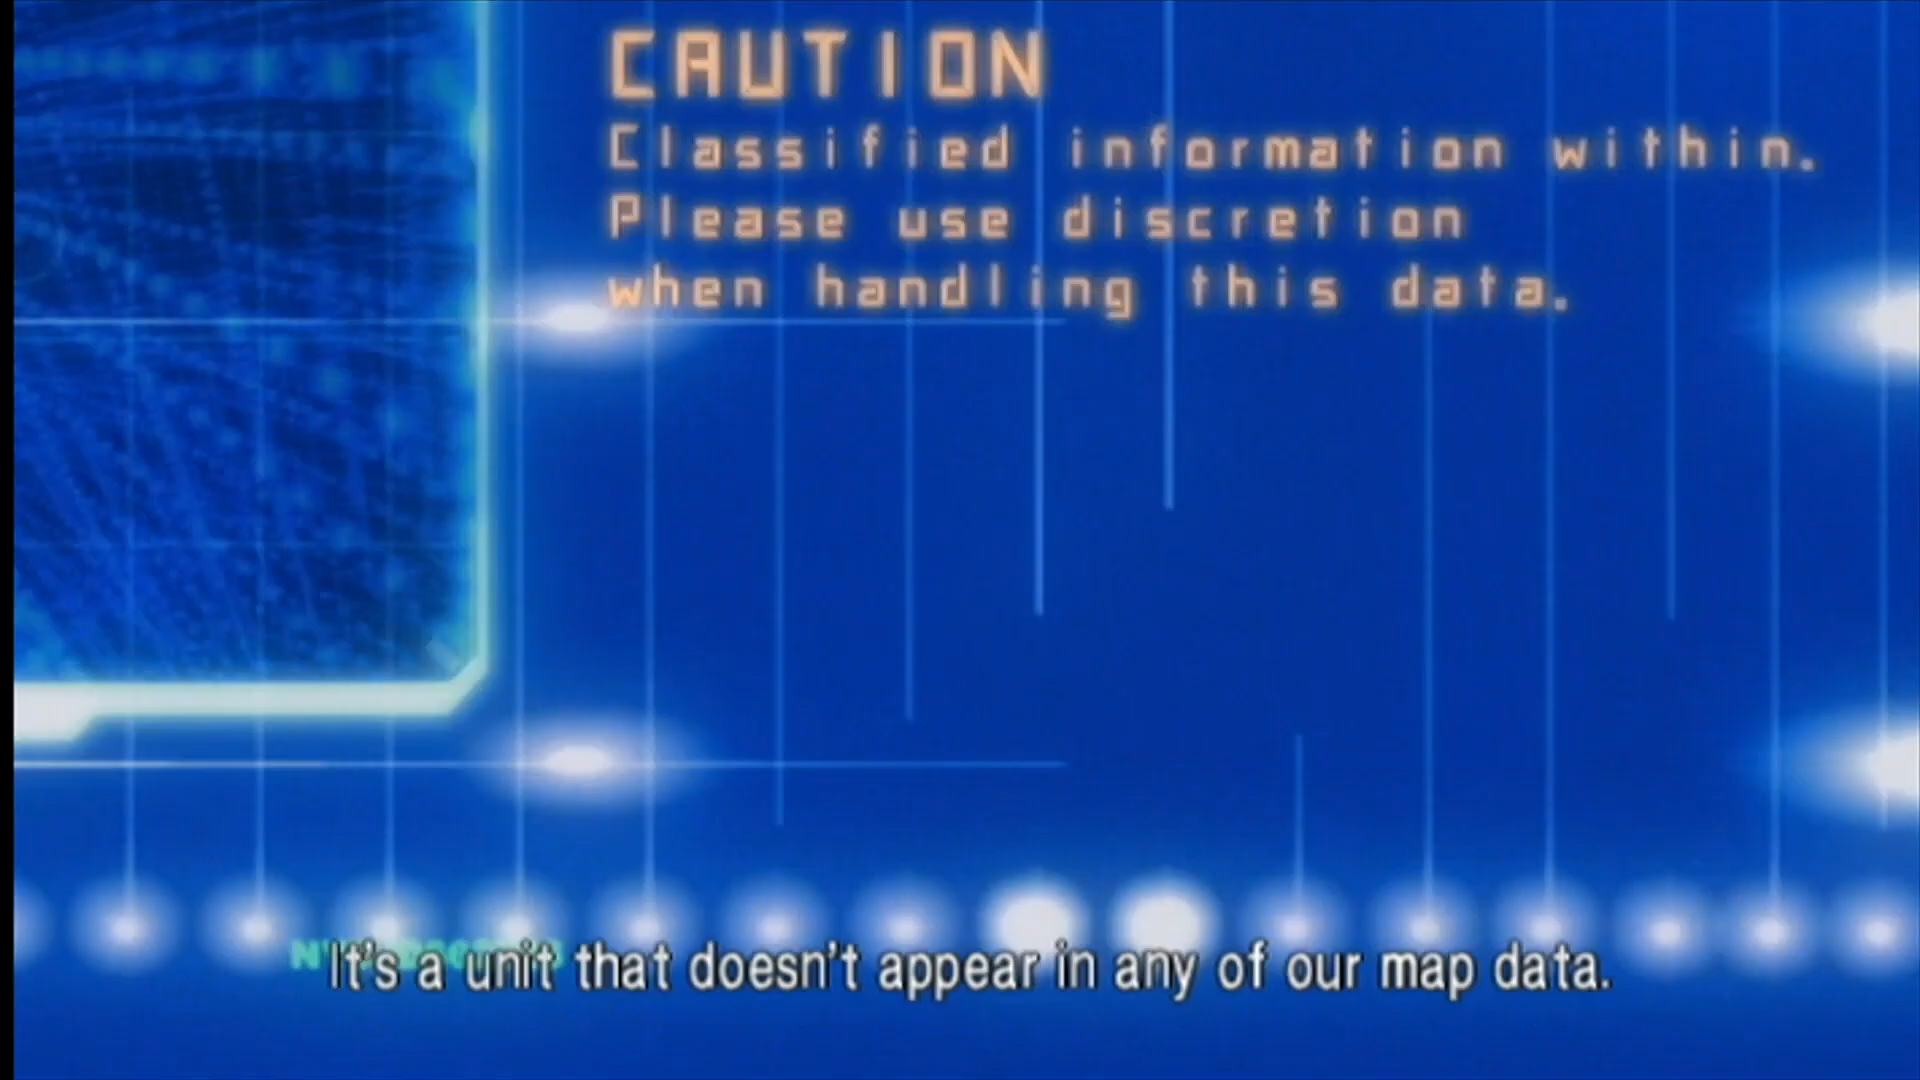 CAUTION
Classified information within.
Please use discretion
when handling this data.
It's a unit that doesn't appear in any of our map data.